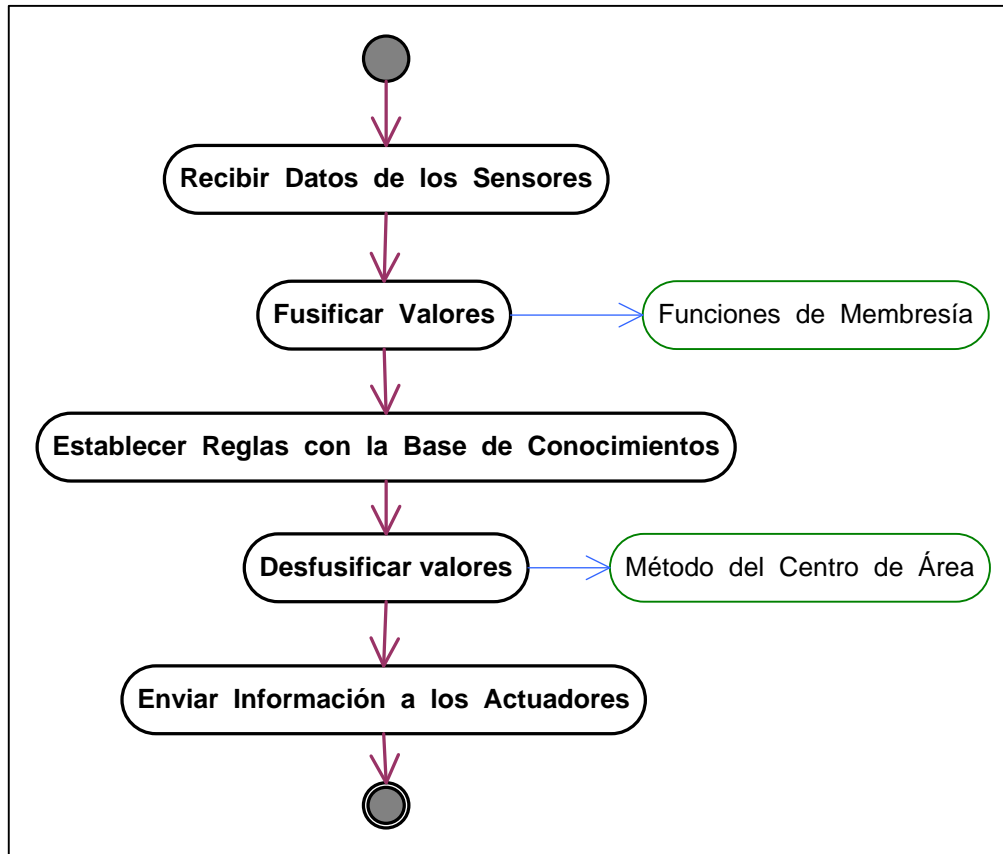 Recibir Datos de los Sensores
Fusificar Valores
Funciones de Membresía
Establecer Reglas con la Base de Conocimientos
Desfusificar valores
Método del Centro de Área
Enviar Información a los Actuadores